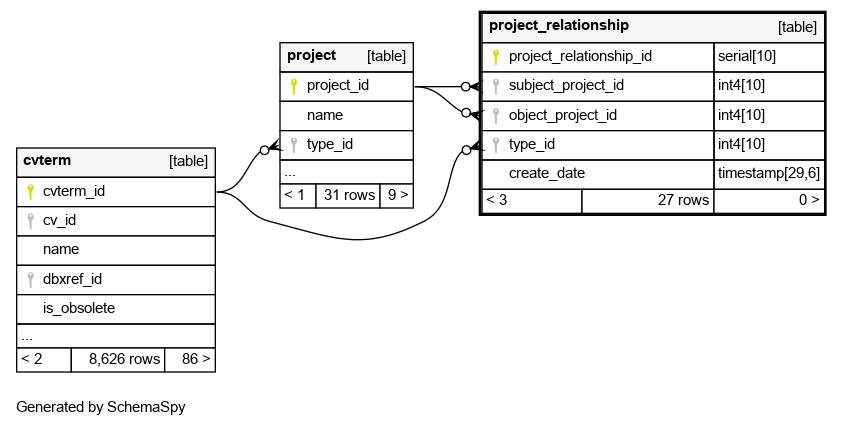 project_relationship [table]
project_relationship_id serial[10]
subject_project_id int4[10]
object_project_id int4[10]
type_id int4[10]
create_date timestamp[29,6]
< 3 27 rows 0 >
project [table]
project_id
name
type_id
...
< 1 31 rows 9 >
cvterm [table]
cvterm_id
cv_id
name
dbxref_id
is_obsolete
...
< 2 8,626 rows 86 >
Generated by SchemaSpy